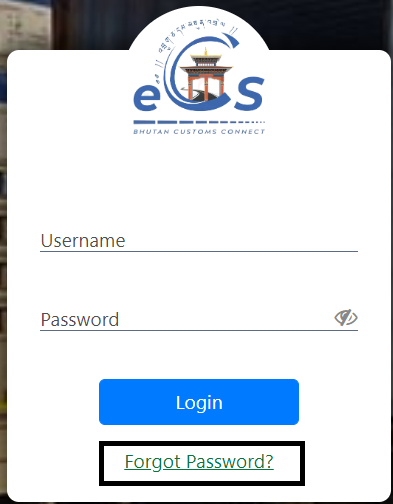 eCS
BHUTAN CUSTOMS CONNECT
Username
Password
Login
Forgot Password?